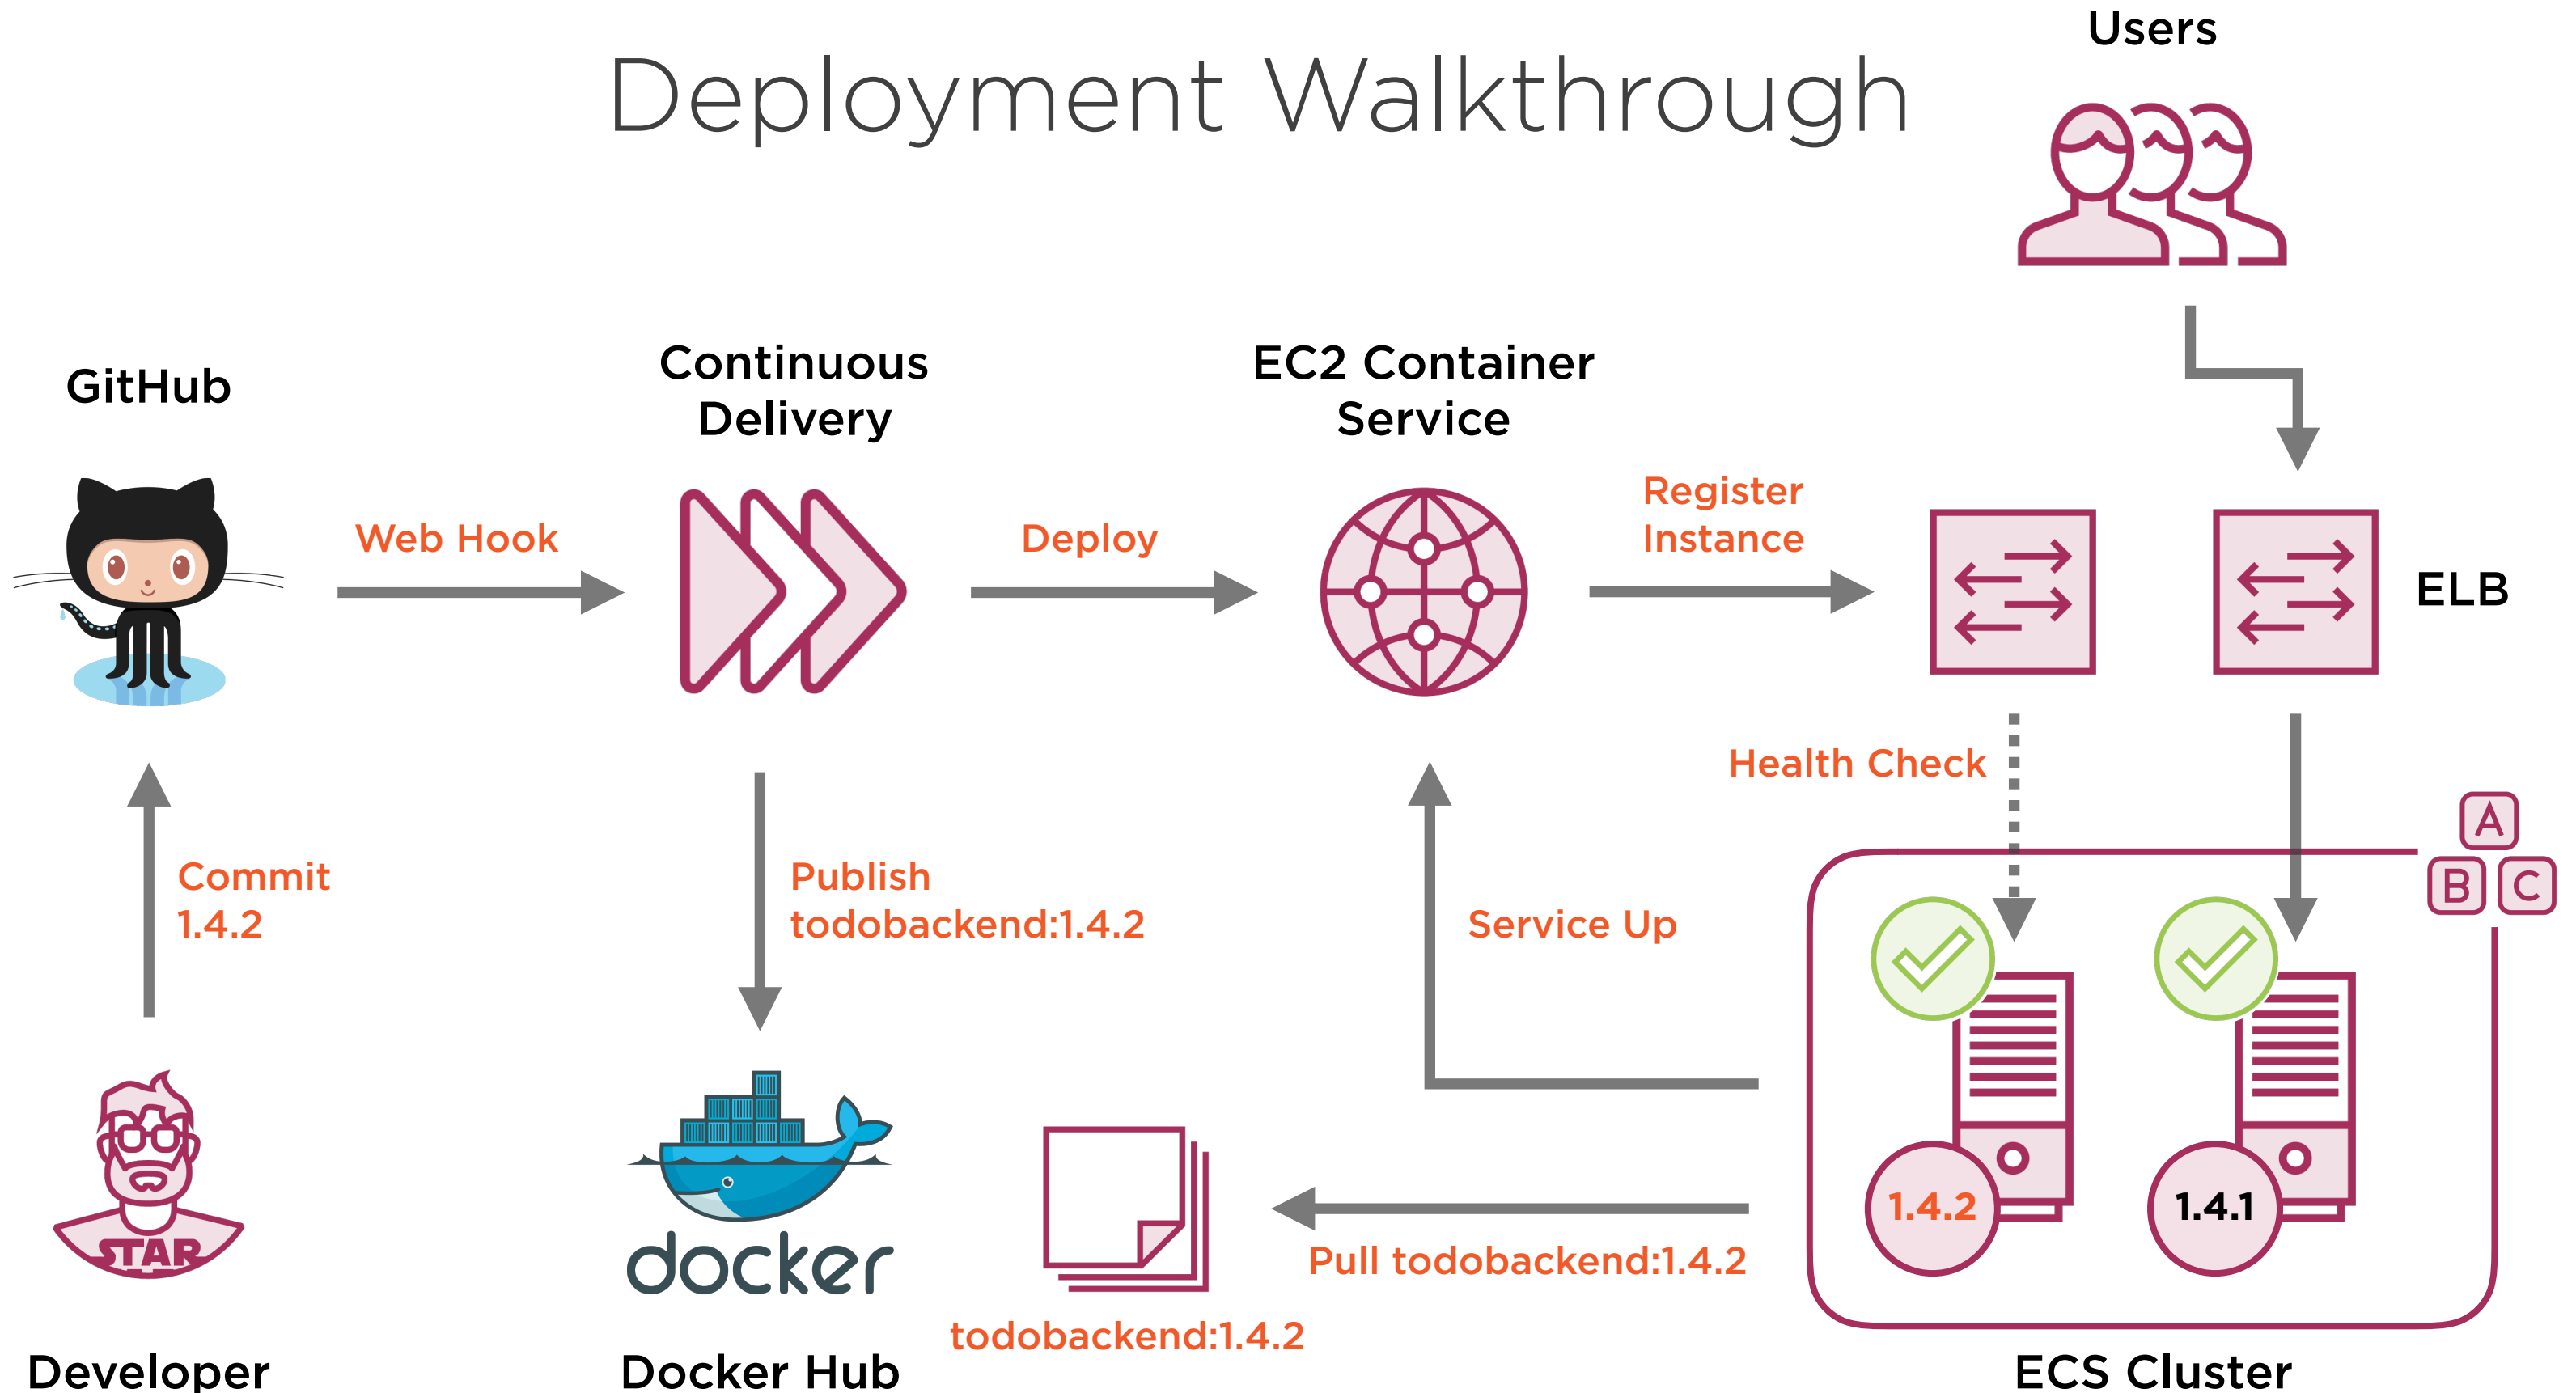 Deployment Walkthrough
Users
GitHub
Continuous
Delivery
EC2 Container
Service
Web Hook
Deploy
Register
Instance
ELB
Health Check
Commit
1.4.2
Publish
todobackend:1.4.2
Service Up
A
B
C
STAR
docker
1.4.2
1.4.1
Pull todobackend:1.4.2
todobackend:1.4.2
Developer
Docker Hub
ECS Cluster